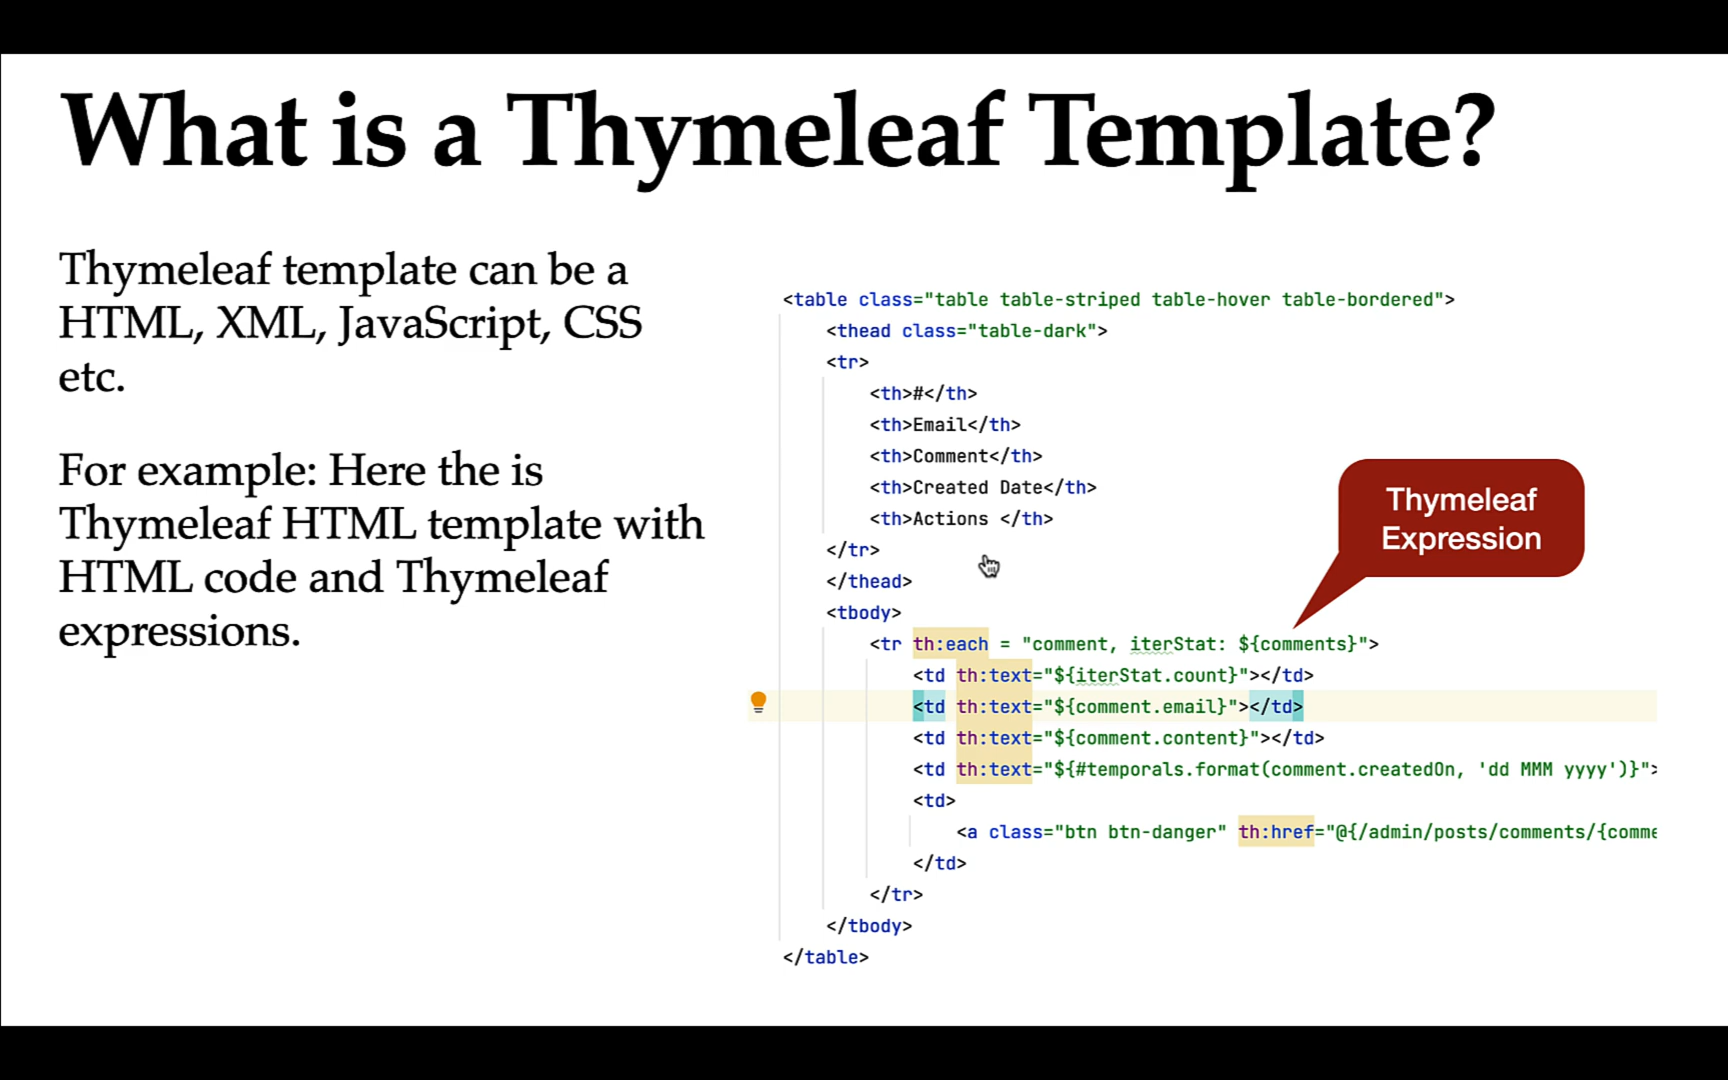 What is a Thymeleaf Template?
Thymeleaf template can be a
HTML, XML, JavaScript, CSS
etc.
For example: Here the is
Thymeleaf HTML template with
HTML code and Thymeleaf
expressions.
<table class="table table-striped table-hover table-bordered">
<thead class="table-dark">
<tr>
<th>#</th>
<th>Email</th>
<th>Comment</th>
<th>Created Date</th>
<th>Actions </th>
</tr>
</thead>
<tbody>
Thymeleaf
Expression
<tr th:each = "comment, iterStat: ${comments}">
<td th:text="${iterStat.count}"></td>
<td th:text="${comment.email}"></td>
<td th:text="${comment.content}"></td>
<td th:text="${#temporals.format(comment.createdOn, 'dd MMM yyyy')}">
<td>
<a class="btn btn-danger" th:href="@{/admin/posts/comments/{comme
</td>
</tr>
</tbody>
</table>